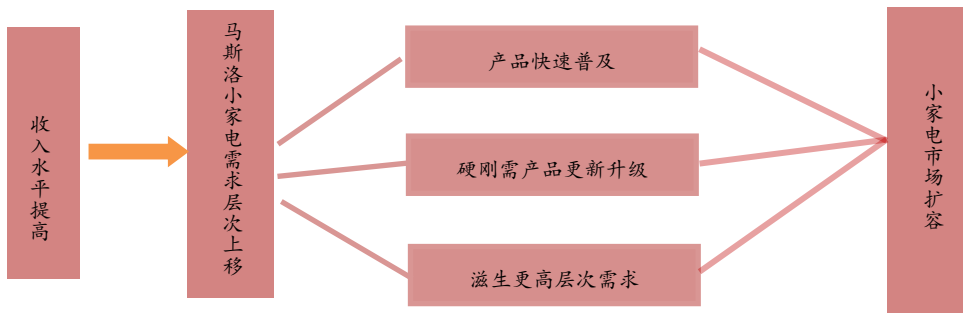 收入水平提高
马斯洛小家电需求层次上移
产品快速普及
硬刚需产品更新升级
滋生更高层次需求
小家电市场扩容